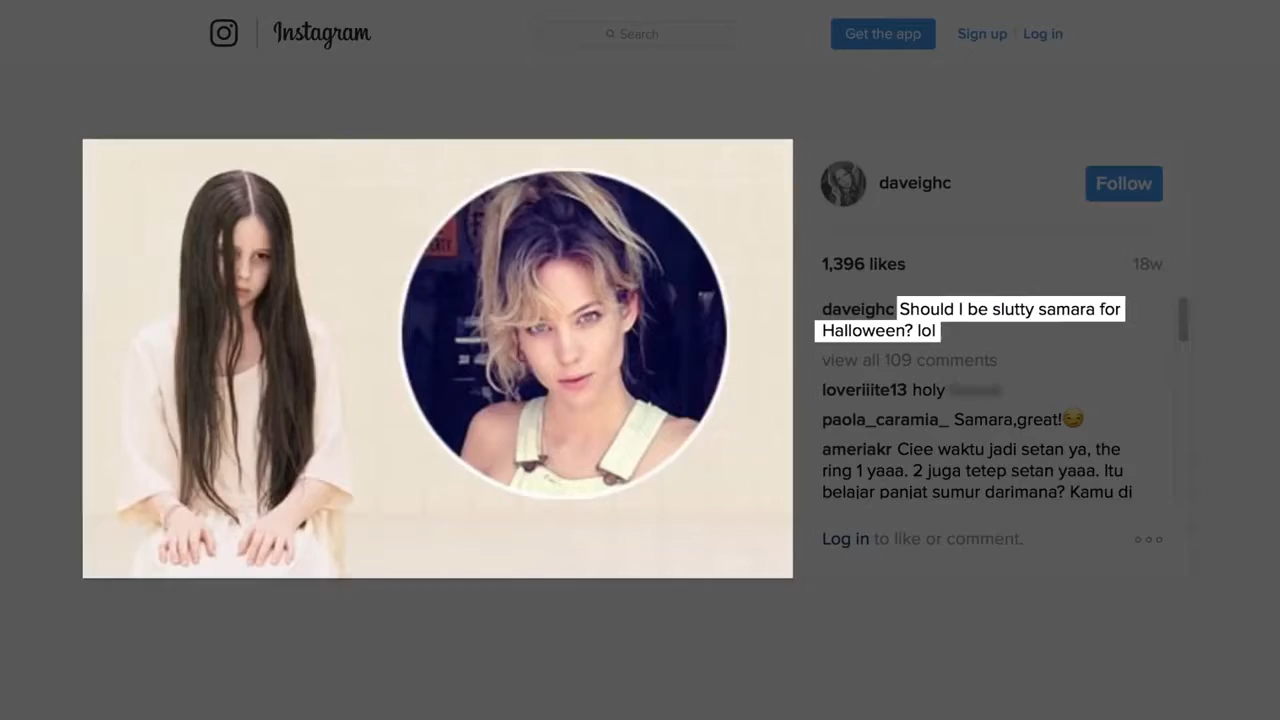 Instagram
Search
Get the app
Sign up
Log in
daveighc
Follow
1,396 likes
18w
daveighc Should I be slutty samara for
Halloween? lol
view all 109 comments
loveriiite13 holy
paola_caramia_ Samara,great!😏
ameriakr Ciee waktu jadi setan ya, the
ring 1 yaaa. 2 juga tetep setan yaaa. Itu
belajar panjat sumur darimana? Kamu di
Log in to like or comment.